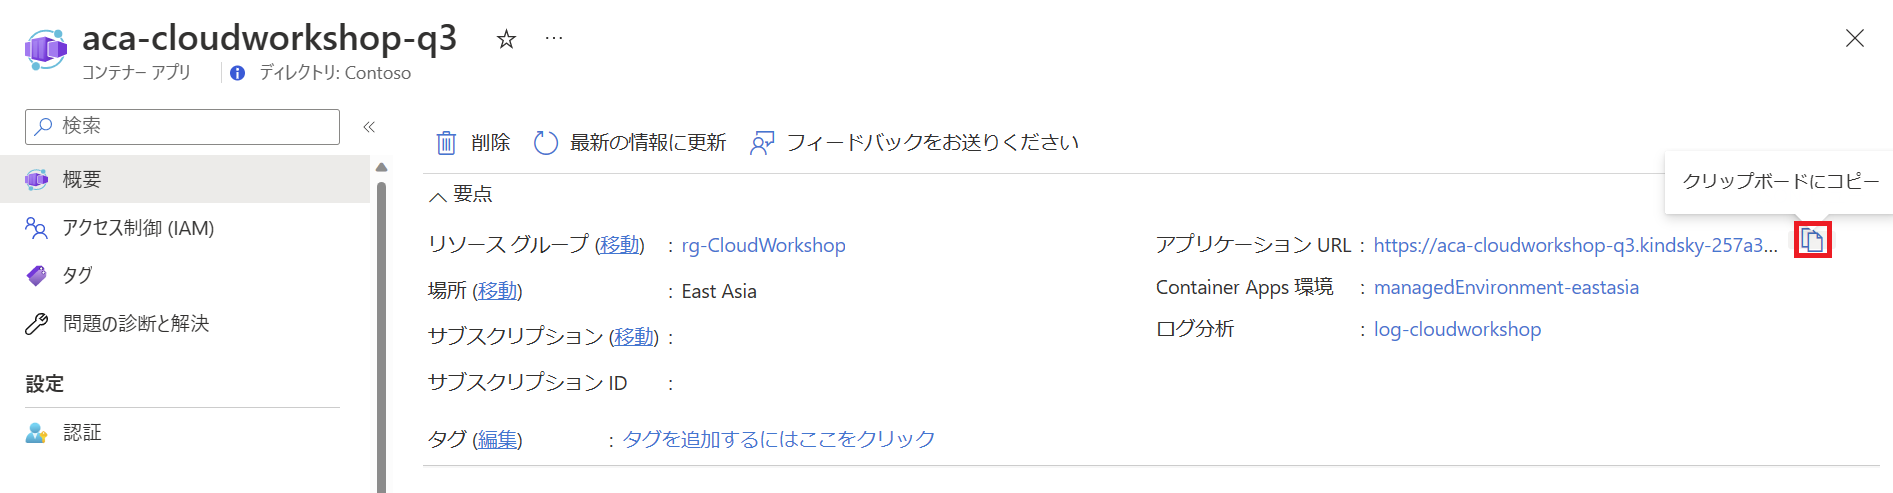 aca-cloudworkshop-q3
コンテナー アプリ
ディレクトリ: Contoso
検索
概要
アクセス制御 (IAM)
タグ
問題の診断と解決
設定
認証
削除
最新の情報に更新
フィードバックをお送りください
要点
クリップボードにコピー
リソース グループ (移動) : rg-CloudWorkshop
場所 (移動) : East Asia
サブスクリプション (移動) :
サブスクリプション ID :
タグ (編集) : タグを追加するにはここをクリック
アプリケーション URL : https://aca-cloudworkshop-q3.kindsky-257a3...
Container Apps 環境 : managedEnvironment-eastasia
ログ分析 : log-cloudworkshop